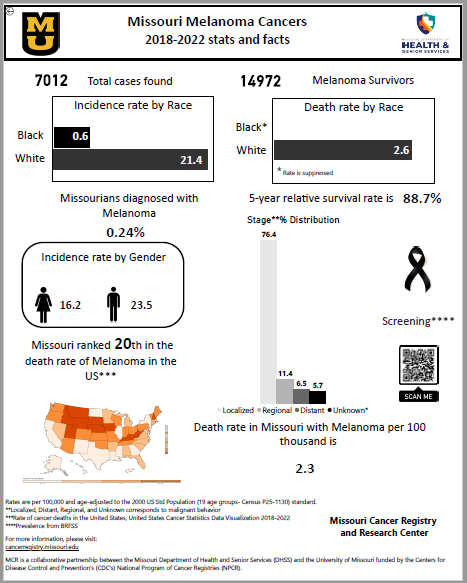 Missouri Melanoma Cancers
2018-2022 stats and facts
HEALTH &
SENIOR SERVICES
7012 Total cases found
14972 Melanoma Survivors
Incidence rate by Race
Black 0.6
White 21.4
Death rate by Race
Black*
White 2.6
* Rate is suppressed
Missourians diagnosed with
Melanoma
0.24%
5-year relative survival rate is 88.7%
Incidence rate by Gender
16.2 23.5
Stage**% Distribution
76.4
11.4
6.5
5.7
Localized Regional Distant Unknown*
Screening****
SCAN ME
Missouri ranked 20th in the
death rate of Melanoma in the
US***
Death rate in Missouri with Melanoma per 100
thousand is
2.3
Rates are per 100,000 and age-adjusted to the 2000 US Std Population (19 age groups- Census P25-1130) standard.
**Localized, Distant, Regional, and Unknown corresponds to malignant behavior
***Rate of cancer deaths in the United States, United States Cancer Statistics Data Visualization 2018-2022
****Prevalence from BRFSS
For more information, please visit:
cancerregistry.missouri.edu
Missouri Cancer Registry
and Research Center
MCR is a collaborative partnership between the Missouri Department of Health and Senior Services (DHSS) and the University of Missouri funded by the Centers for
Disease Control and Prevention's (CDC's) National Program of Cancer Registries (NPCR).